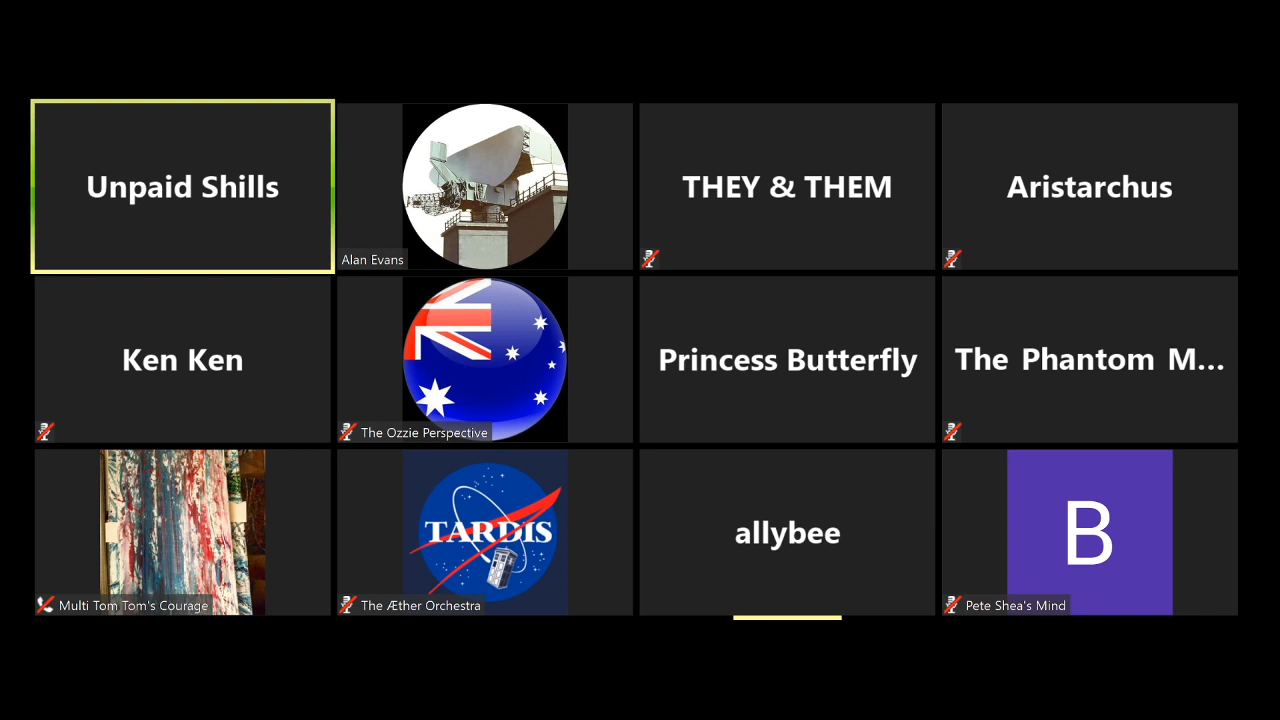 Unpaid Shills
Alan Evans
THEY & THEM
Aristarchus
Ken Ken
The Ozzie Perspective
Princess Butterfly
The Phantom M...
Multi Tom Tom's Courage
TARDIS
The Æther Orchestra
allybee
B
Pete Shea's Mind